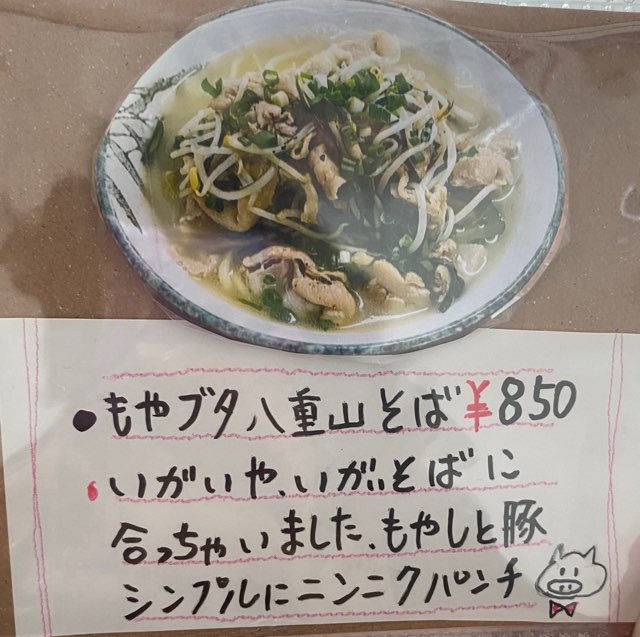 ●もやブタ八重山そば¥850
いがいや、いがいそばに
合っちゃいました、もやしと豚
シンプルにニンニクパンチ